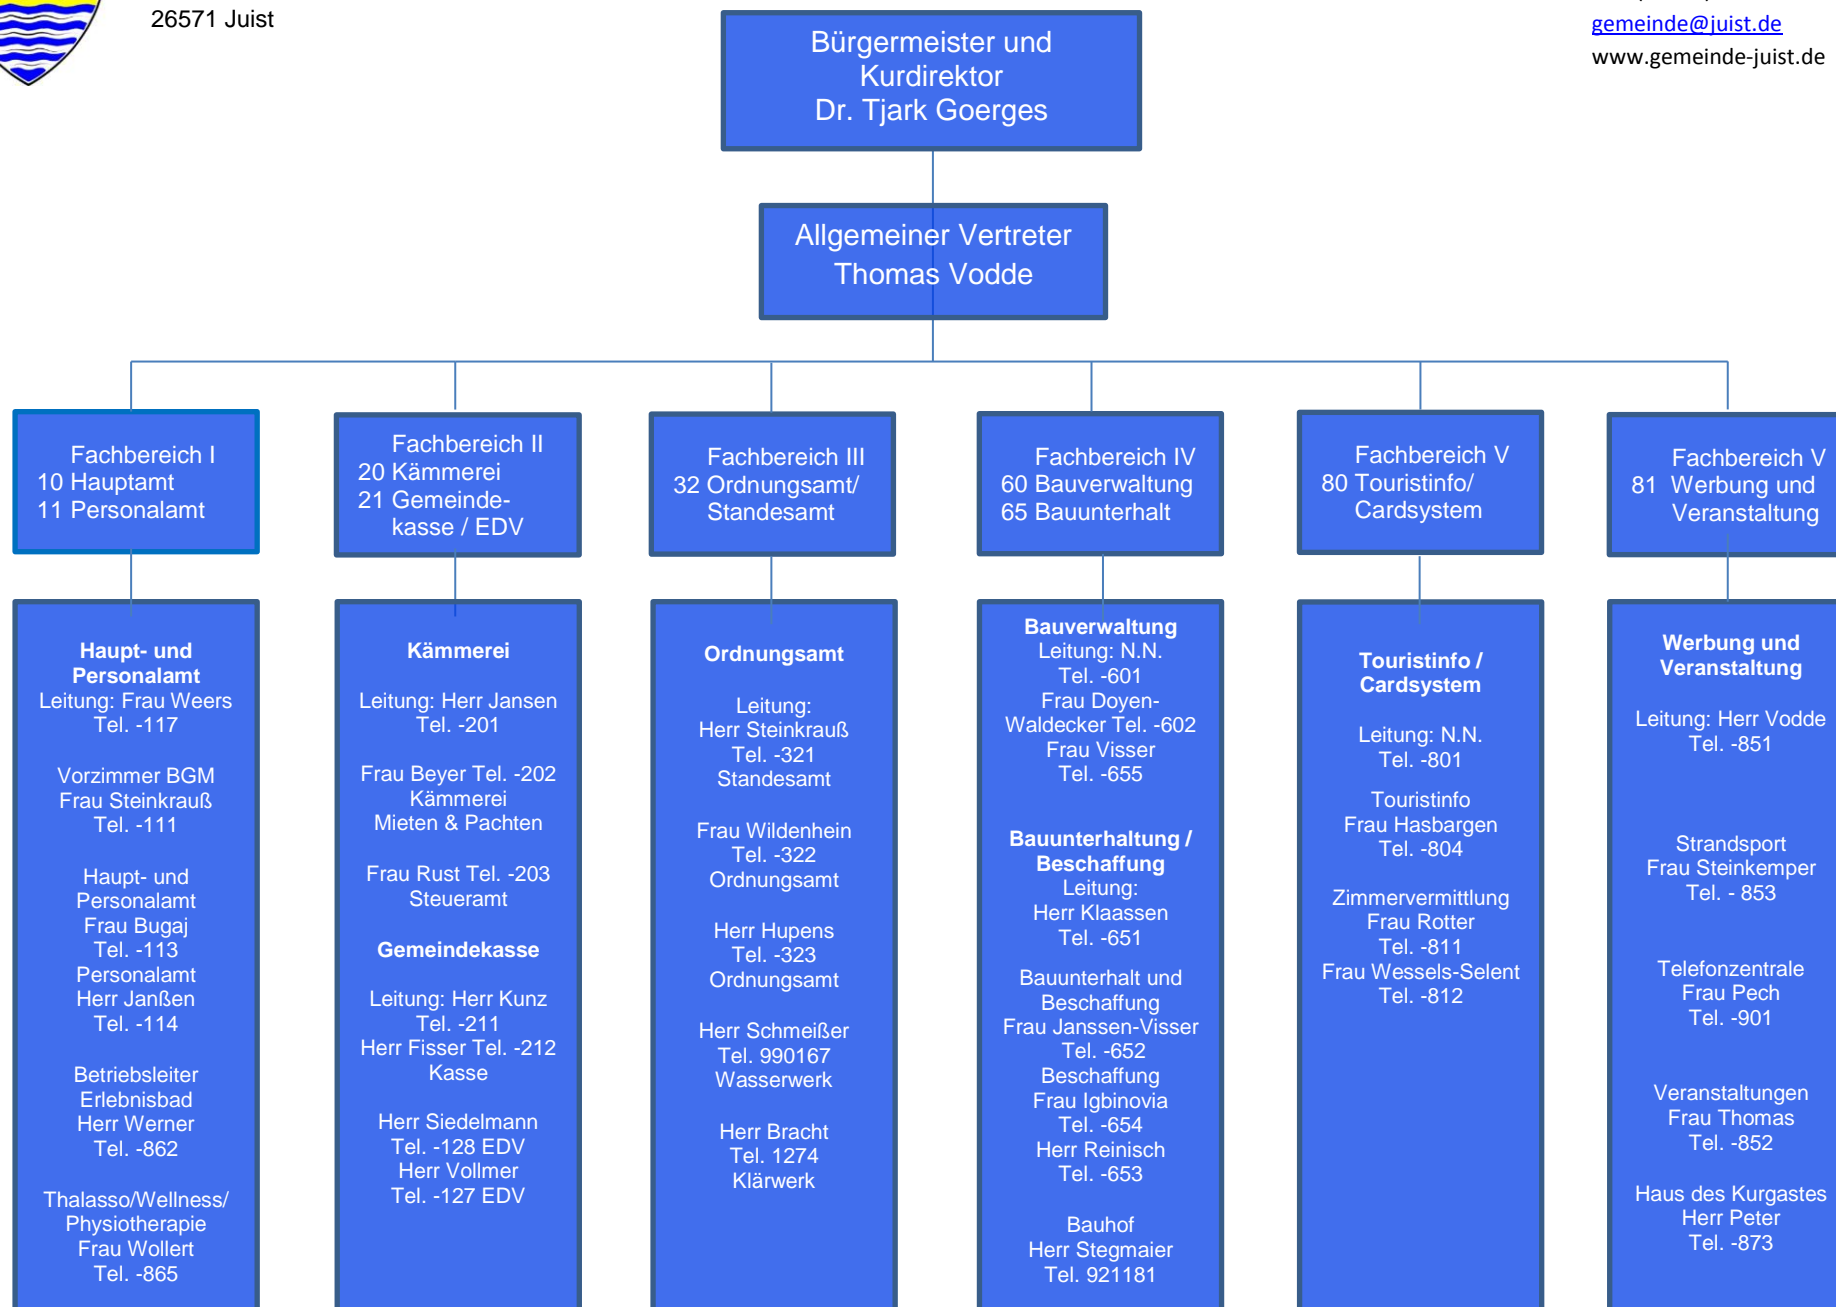 26571 Juist
gemeinde@juist.de
www.gemeinde-juist.de
Bürgermeister und
Kurdirektor
Dr. Tjark Goerges
Allgemeiner Vertreter
Thomas Vodde
Fachbereich I
10 Hauptamt
11 Personalamt
Fachbereich II
20 Kämmerei
21 Gemeinde-
kasse / EDV
Fachbereich III
32 Ordnungsamt/
Standesamt
Fachbereich IV
60 Bauverwaltung
65 Bauunterhalt
Fachbereich V
80 Touristinfo/
Cardsystem
Fachbereich V
81 Werbung und
Veranstaltung
Haupt- und
Personalamt
Leitung: Frau Weers
Tel. -117
Vorzimmer BGM
Frau Steinkrauß
Tel. -111
Haupt- und
Personalamt
Frau Bugaj
Tel. -113
Personalamt
Herr Janßen
Tel. -114
Betriebsleiter
Erlebnisbad
Herr Werner
Tel. -862
Thalasso/Wellness/
Physiotherapie
Frau Wollert
Tel. -865
Kämmerei
Leitung: Herr Jansen
Tel. -201
Frau Beyer Tel. -202
Kämmerei
Mieten & Pachten
Frau Rust Tel. -203
Steueramt
Gemeindekasse
Leitung: Herr Kunz
Tel. -211
Herr Fisser Tel. -212
Kasse
Herr Siedelmann
Tel. -128 EDV
Herr Vollmer
Tel. -127 EDV
Ordnungsamt
Leitung:
Herr Steinkrauß
Tel. -321
Standesamt
Frau Wildenhein
Tel. -322
Ordnungsamt
Herr Hupens
Tel. -323
Ordnungsamt
Herr Schmeißer
Tel. 990167
Wasserwerk
Herr Bracht
Tel. 1274
Klärwerk
Bauverwaltung
Leitung: N.N.
Tel. -601
Frau Doyen-
Waldecker Tel. -602
Frau Visser
Tel. -655
Bauunterhaltung /
Beschaffung
Leitung:
Herr Klaassen
Tel. -651
Bauunterhalt und
Beschaffung
Frau Janssen-Visser
Tel. -652
Beschaffung
Frau Igbinovia
Tel. -654
Herr Reinisch
Tel. -653
Bauhof
Herr Stegmaier
Tel. 921181
Touristinfo /
Cardsystem
Leitung: N.N.
Tel. -801
Touristinfo
Frau Hasbargen
Tel. -804
Zimmervermittlung
Frau Rotter
Tel. -811
Frau Wessels-Selent
Tel. -812
Werbung und
Veranstaltung
Leitung: Herr Vodde
Tel. -851
Strandsport
Frau Steinkemper
Tel. - 853
Telefonzentrale
Frau Pech
Tel. -901
Veranstaltungen
Frau Thomas
Tel. -852
Haus des Kurgastes
Herr Peter
Tel. -873